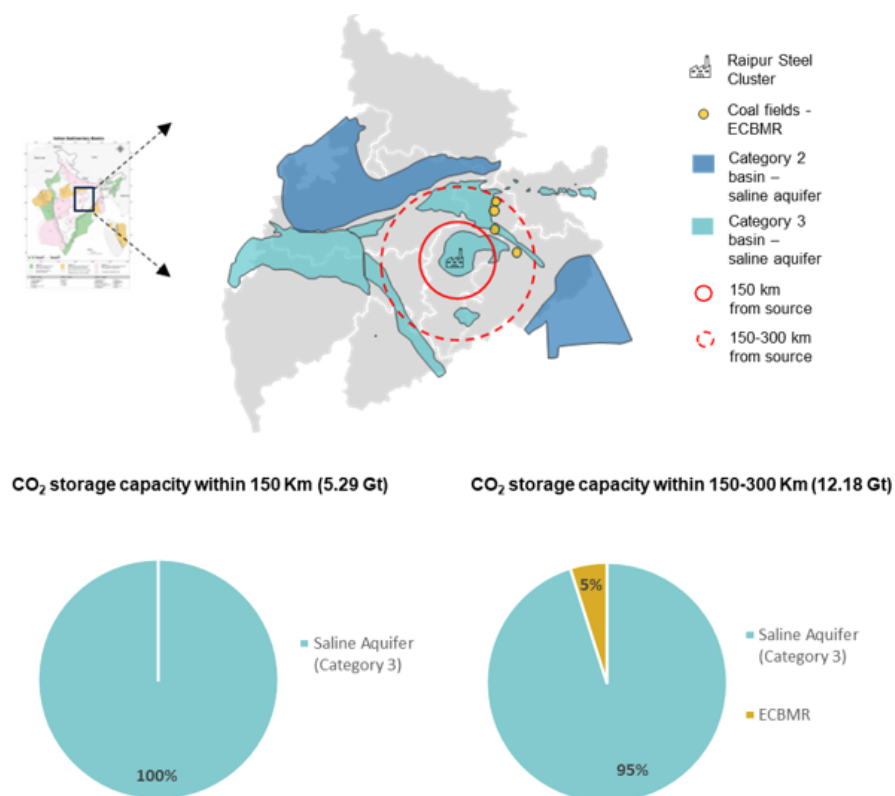 Raipur Steel
Cluster
Coal fields -
ECBMR
Category 2
basin –
saline aquifer
Category 3
basin –
saline aquifer
150 km
from source
150-300 km
from source
CO₂ storage capacity within 150 Km (5.29 Gt)
CO₂ storage capacity within 150-300 Km (12.18 Gt)
Saline Aquifer
(Category 3)
100%
5%
Saline Aquifer
(Category 3)
ECBMR
95%